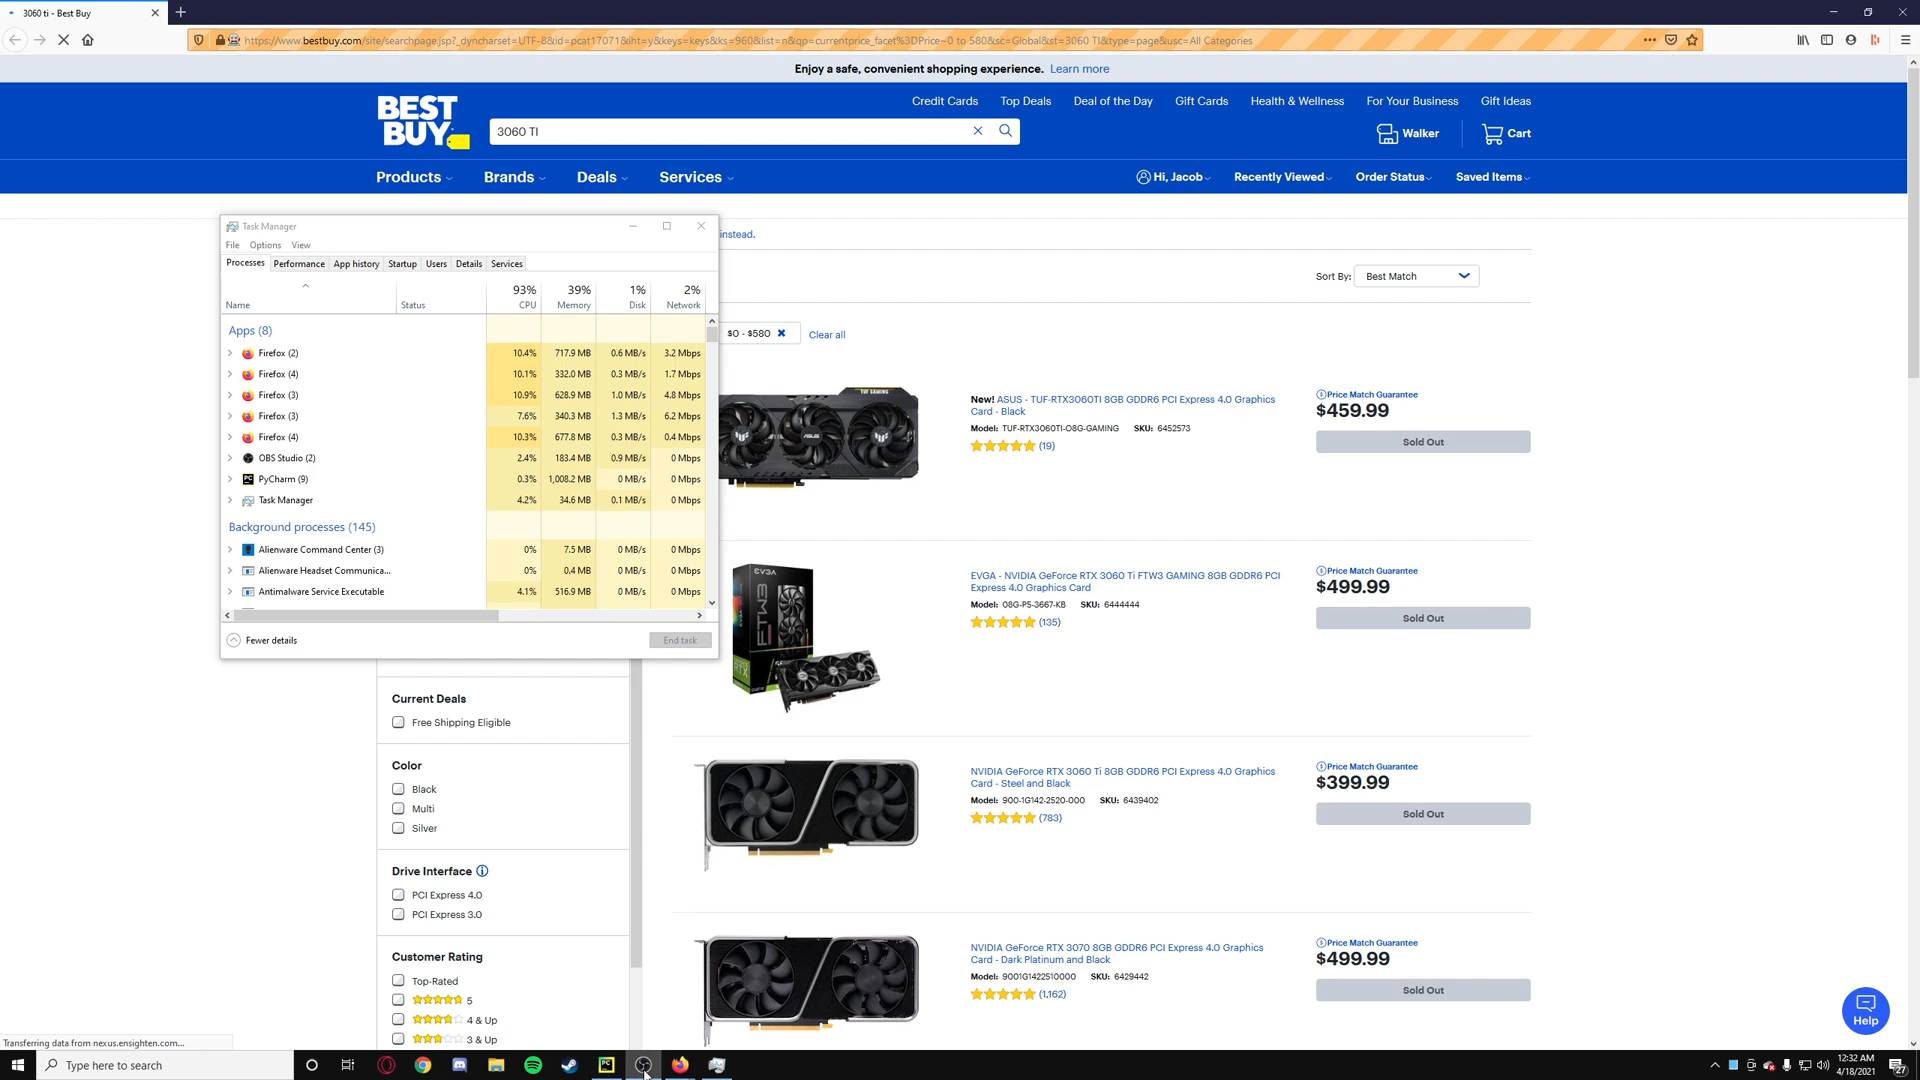 3060 ti - Best Buy
https://www.bestbuy.com/site/searchpage.jsp?_dyncharset=UTF-8&id=pcat17071&iht=y&keys=keys&ks=960&list=n&qp=currentprice_facet%3DPrice~0 to 580&sc=Global&st=3060 TI&type=page&usc=All Categories
Enjoy a safe, convenient shopping experience. Learn more
Credit Cards Top Deals Deal of the Day Gift Cards Health & Wellness For Your Business Gift Ideas
BEST
BUY
3060 TI
Walker
Cart
Products Brands Deals Services
Hi, Jacob Recently Viewed Order Status Saved Items
Task Manager
File Options View
Processes Performance App history Startup Users Details Services
93% 39% 1% 2%
Name Status CPU Memory Disk Network
Apps (8)
Firefox (2) 10.4% 717.9 MB 0.6 MB/s 3.2 Mbps
Firefox (4) 10.1% 332.0 MB 0.3 MB/s 1.7 Mbps
Firefox (3) 10.9% 628.9 MB 1.0 MB/s 4.8 Mbps
Firefox (3) 7.6% 340.3 MB 1.3 MB/s 6.2 Mbps
Firefox (4) 10.3% 677.8 MB 0.3 MB/s 0.4 Mbps
OBS Studio (2) 2.4% 183.4 MB 0.9 MB/s 0 Mbps
PyCharm (9) 0.3% 1,008.2 MB 0 MB/s 0 Mbps
Task Manager 4.2% 34.6 MB 0.1 MB/s 0 Mbps
Background processes (145)
Alienware Command Center (3) 0% 7.5 MB 0 MB/s 0 Mbps
Alienware Headset Communica... 0% 0.4 MB 0 MB/s 0 Mbps
Antimalware Service Executable 4.1% 516.9 MB 0 MB/s 0 Mbps
Fewer details
End task
instead.
Sort By: Best Match
$0 - $580
Clear all
TUF GAMING
ASUS
New! ASUS - TUF-RTX3060TI 8GB GDDR6 PCI Express 4.0 Graphics
Card - Black
Model: TUF-RTX3060TI-O8G-GAMING SKU: 6452573
(19)
Price Match Guarantee
$459.99
Sold Out
EVGA
FTW3
RTX
EVGA - NVIDIA GeForce RTX 3060 Ti FTW3 GAMING 8GB GDDR6 PCI
Express 4.0 Graphics Card
Model: 08G-P5-3667-KB SKU: 6444444
(135)
Price Match Guarantee
$499.99
Sold Out
NVIDIA GeForce RTX 3060 Ti 8GB GDDR6 PCI Express 4.0 Graphics
Card - Steel and Black
Model: 900-1G142-2520-000 SKU: 6439402
(783)
Price Match Guarantee
$399.99
Sold Out
NVIDIA GeForce RTX 3070 8GB GDDR6 PCI Express 4.0 Graphics
Card - Dark Platinum and Black
Model: 9001G1422510000 SKU: 6429442
(1,162)
Price Match Guarantee
$499.99
Sold Out
Current Deals
Free Shipping Eligible
Color
Black
Multi
Silver
Drive Interface
PCI Express 4.0
PCI Express 3.0
Customer Rating
Top-Rated
5
4 & Up
3 & Up
Help
Transferring data from nexus.ensighten.com...
Type here to search
PC
12:32 AM
4/18/2021
27